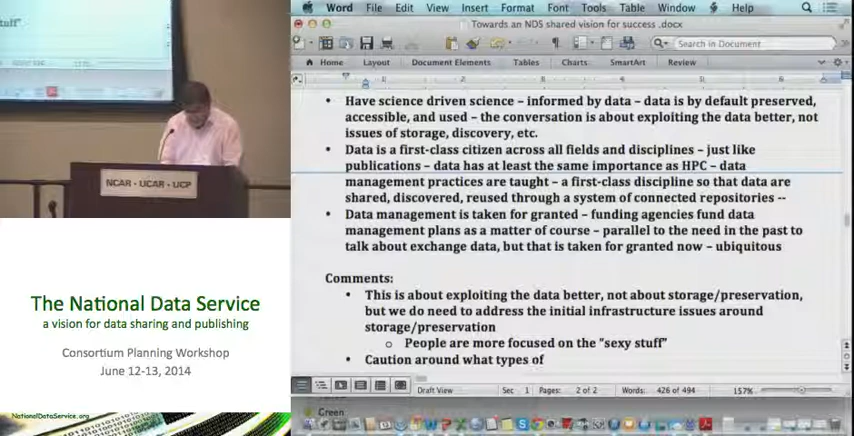 stuff"
NCAR - UCAR - UCP
The National Data Service
a vision for data sharing and publishing
Consortium Planning Workshop
June 12-13, 2014
NationalDataService.org
Word File Edit View Insert Format Font Tools Table Window Help
Towards an NDS shared vision for success .docx
Search in Document
Home Layout Document Elements Tables Charts SmartArt Review
• Have science driven science – informed by data – data is by default preserved,
accessible, and used – the conversation is about exploiting the data better, not
issues of storage, discovery, etc.
• Data is a first-class citizen across all fields and disciplines – just like
publications – data has at least the same importance as HPC – data
management practices are taught – a first-class discipline so that data are
shared, discovered, reused through a system of connected repositories --
• Data management is taken for granted – funding agencies fund data
management plans as a matter of course – parallel to the need in the past to
talk about exchange data, but that is taken for granted now – ubiquitous
Comments:
• This is about exploiting the data better, not about storage/preservation,
but we do need to address the initial infrastructure issues around
storage/preservation
o People are more focused on the "sexy stuff"
• Caution around what types of
Draft View Sec 1 Pages: 2 of 2 Words: 426 of 494 157%
Green